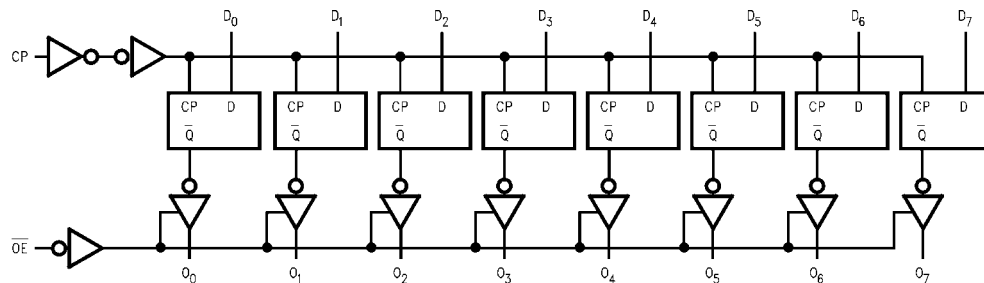 D₀ D₁ D₂ D₃ D₄ D₅ D₆ D₇
CP
CP D CP D CP D CP D CP D CP D CP D CP D
Q̅ Q̅ Q̅ Q̅ Q̅ Q̅ Q̅ Q̅
O̅E̅
O₀ O₁ O₂ O₃ O₄ O₅ O₆ O₇